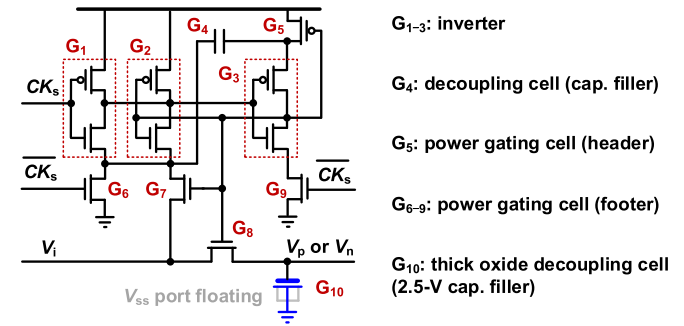 G4
G5
G1
G2
G3
CKs
CKs
CKs
G6
G7
G9
G8
Vi
Vp or Vn
Vss port floating
G10
G1–3: inverter
G4: decoupling cell (cap. filler)
G5: power gating cell (header)
G6–9: power gating cell (footer)
G10: thick oxide decoupling cell
(2.5-V cap. filler)